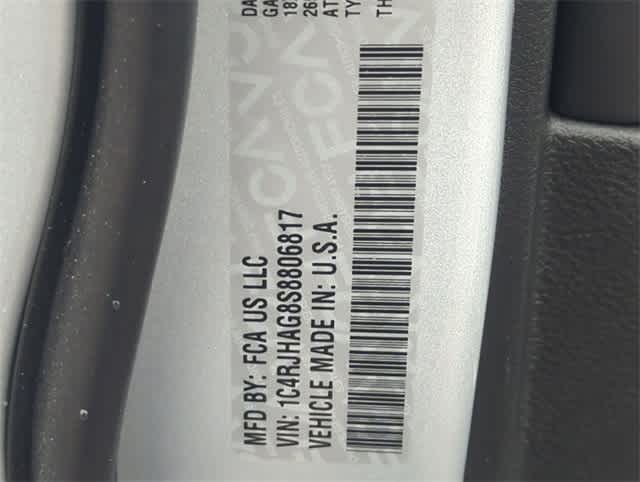 MFD BY: FCA US LLC
VIN: 1C4RJHAG8S8806817
VEHICLE MADE IN: U.S.A.